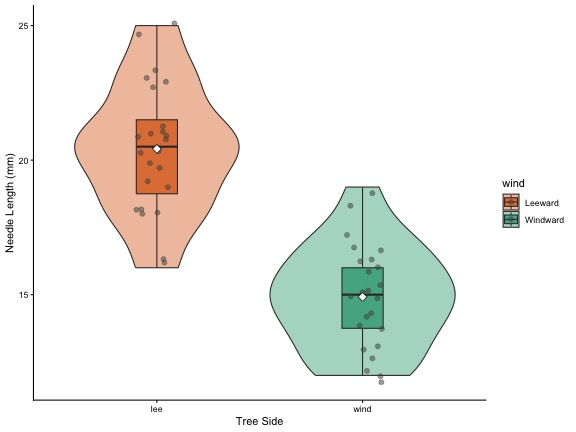 25
20
15
Needle Length (mm)
lee
wind
Tree Side
wind
Leeward
Windward